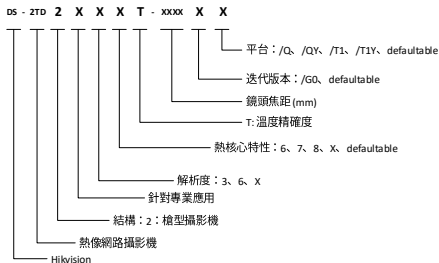 DS - 2TD 2 X X X T - XXXX X X
平台：/Q、/QY、/T1、/T1Y、defaultable
迭代版本：/G0、defaultable
鏡頭焦距(mm)
T: 溫度精確度
熱核心特性：6、7、8、X、defaultable
解析度：3、6、X
針對專業應用
結構：2：槍型攝影機
熱像網路攝影機
Hikvision